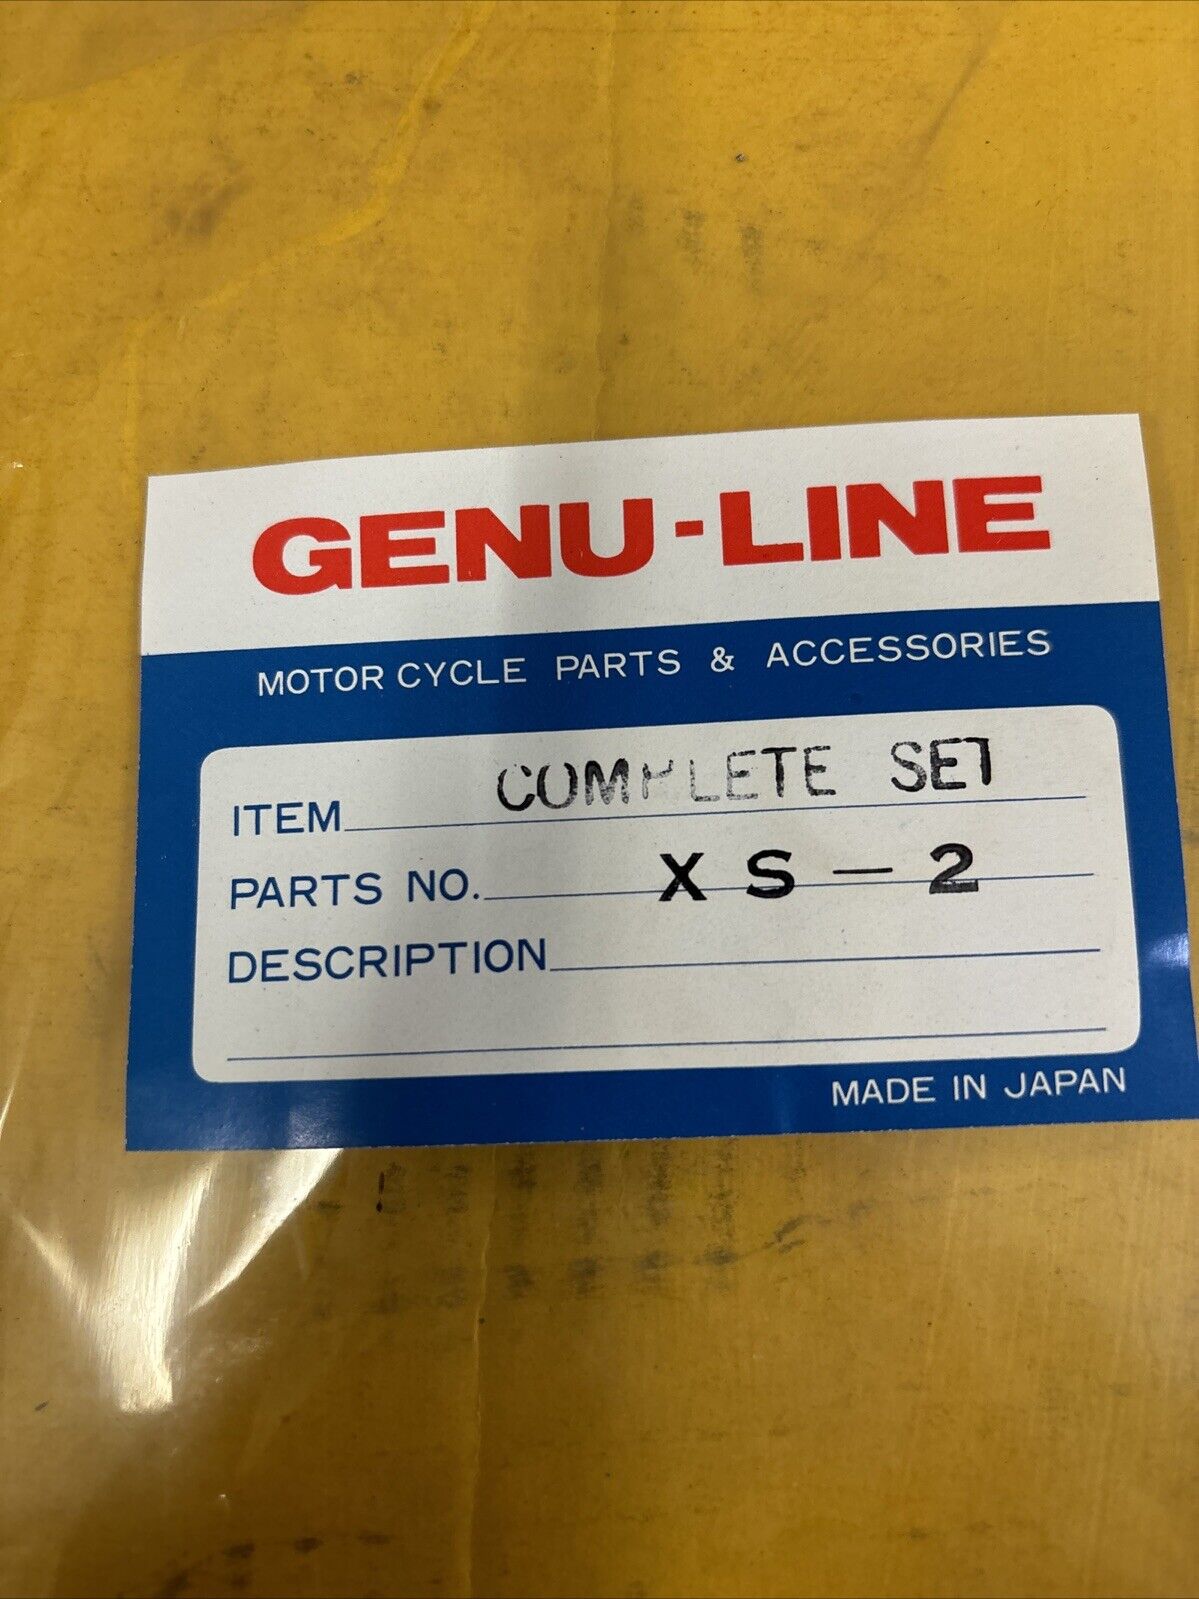 GENU-LINE
MOTOR CYCLE PARTS & ACCESSORIES
ITEM COMPLETE SET
PARTS NO. XS-2
DESCRIPTION
MADE IN JAPAN